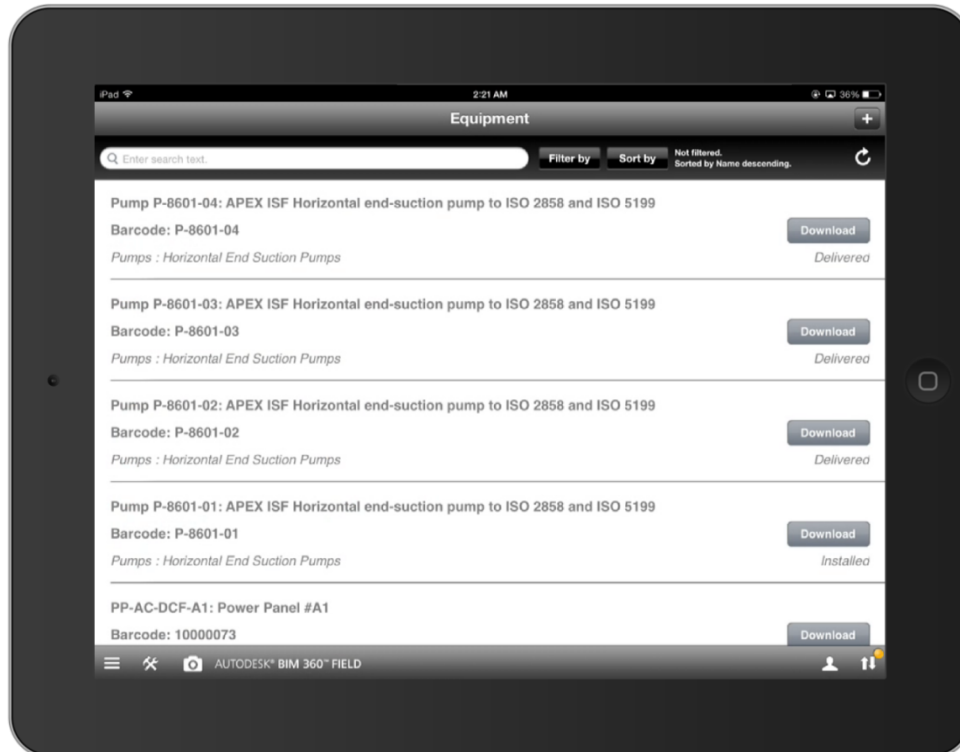 iPad
2:21 AM
36%
Equipment
+
Enter search text.
Filter by
Sort by
Not filtered.
Sorted by Name descending.
Pump P-8601-04: APEX ISF Horizontal end-suction pump to ISO 2858 and ISO 5199
Barcode: P-8601-04
Download
Pumps : Horizontal End Suction Pumps
Delivered
Pump P-8601-03: APEX ISF Horizontal end-suction pump to ISO 2858 and ISO 5199
Barcode: P-8601-03
Download
Pumps : Horizontal End Suction Pumps
Delivered
Pump P-8601-02: APEX ISF Horizontal end-suction pump to ISO 2858 and ISO 5199
Barcode: P-8601-02
Download
Pumps : Horizontal End Suction Pumps
Delivered
Pump P-8601-01: APEX ISF Horizontal end-suction pump to ISO 2858 and ISO 5199
Barcode: P-8601-01
Download
Pumps : Horizontal End Suction Pumps
Installed
PP-AC-DCF-A1: Power Panel #A1
Barcode: 10000073
Download
AUTODESK® BIM 360™ FIELD